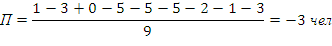 П = (1 − 3 + 0 − 5 − 5 − 5 − 2 − 1 − 3) / 9 = −3 чел